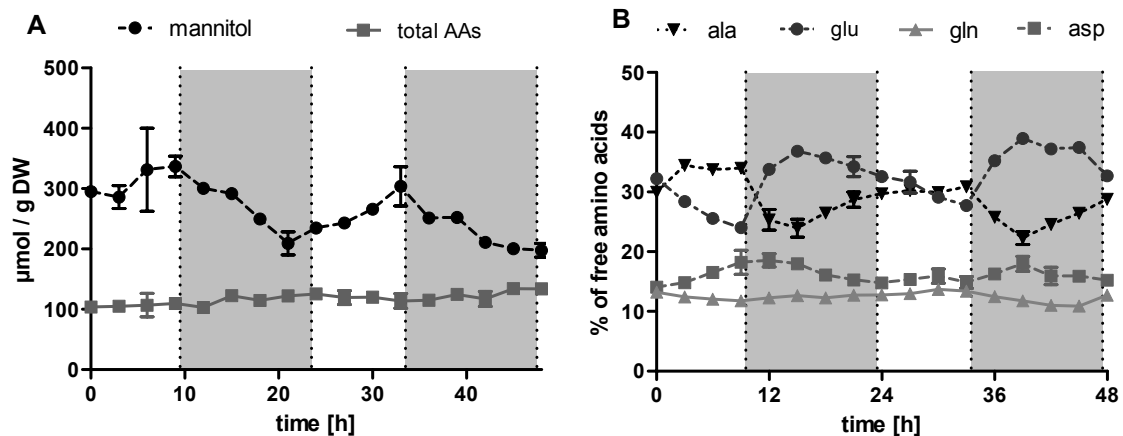 A
mannitol
total AAs
µmol / g DW
500
400
300
200
100
0
0
10
20
30
40
time [h]
B
ala
glu
gln
asp
% of free amino acids
50
40
30
20
10
0
0
12
24
36
48
time [h]